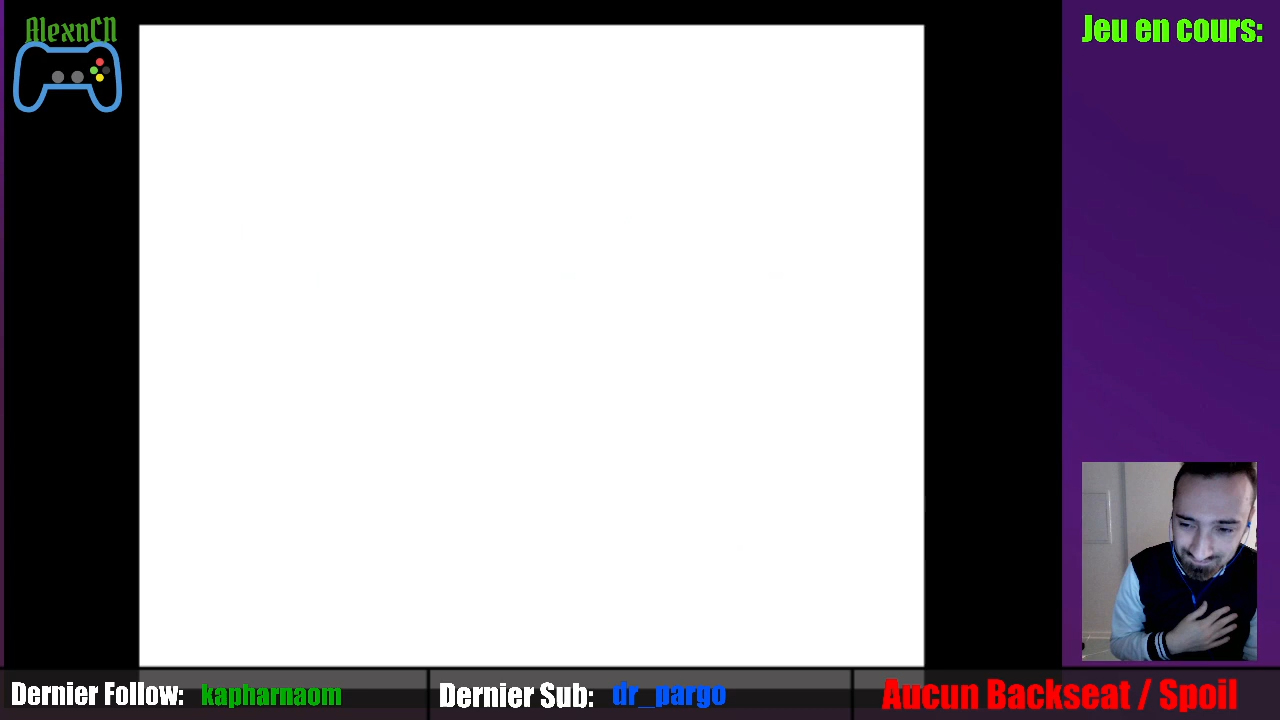 AlexnCN
Jeu en cours:
Dernier Follow: kapharnaom
Dernier Sub: dr_pargo
Aucun Backseat / Spoil